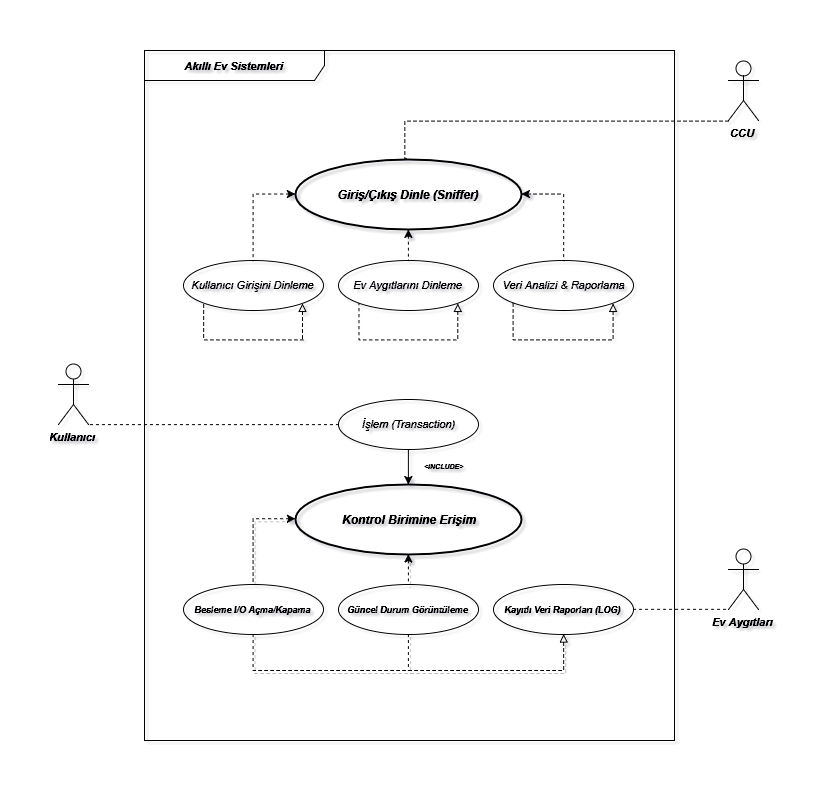 Akıllı Ev Sistemleri
CCU
Giriş/Çıkış Dinle (Sniffer)
Kullanıcı Girişini Dinleme
Ev Aygıtlarını Dinleme
Veri Analizi & Raporlama
Kullanıcı
İşlem (Transaction)
<INCLUDE>
Kontrol Birimine Erişim
Besleme I/O Açma/Kapama
Güncel Durum Görüntüleme
Kayıtlı Veri Raporları (LOG)
Ev Aygıtları